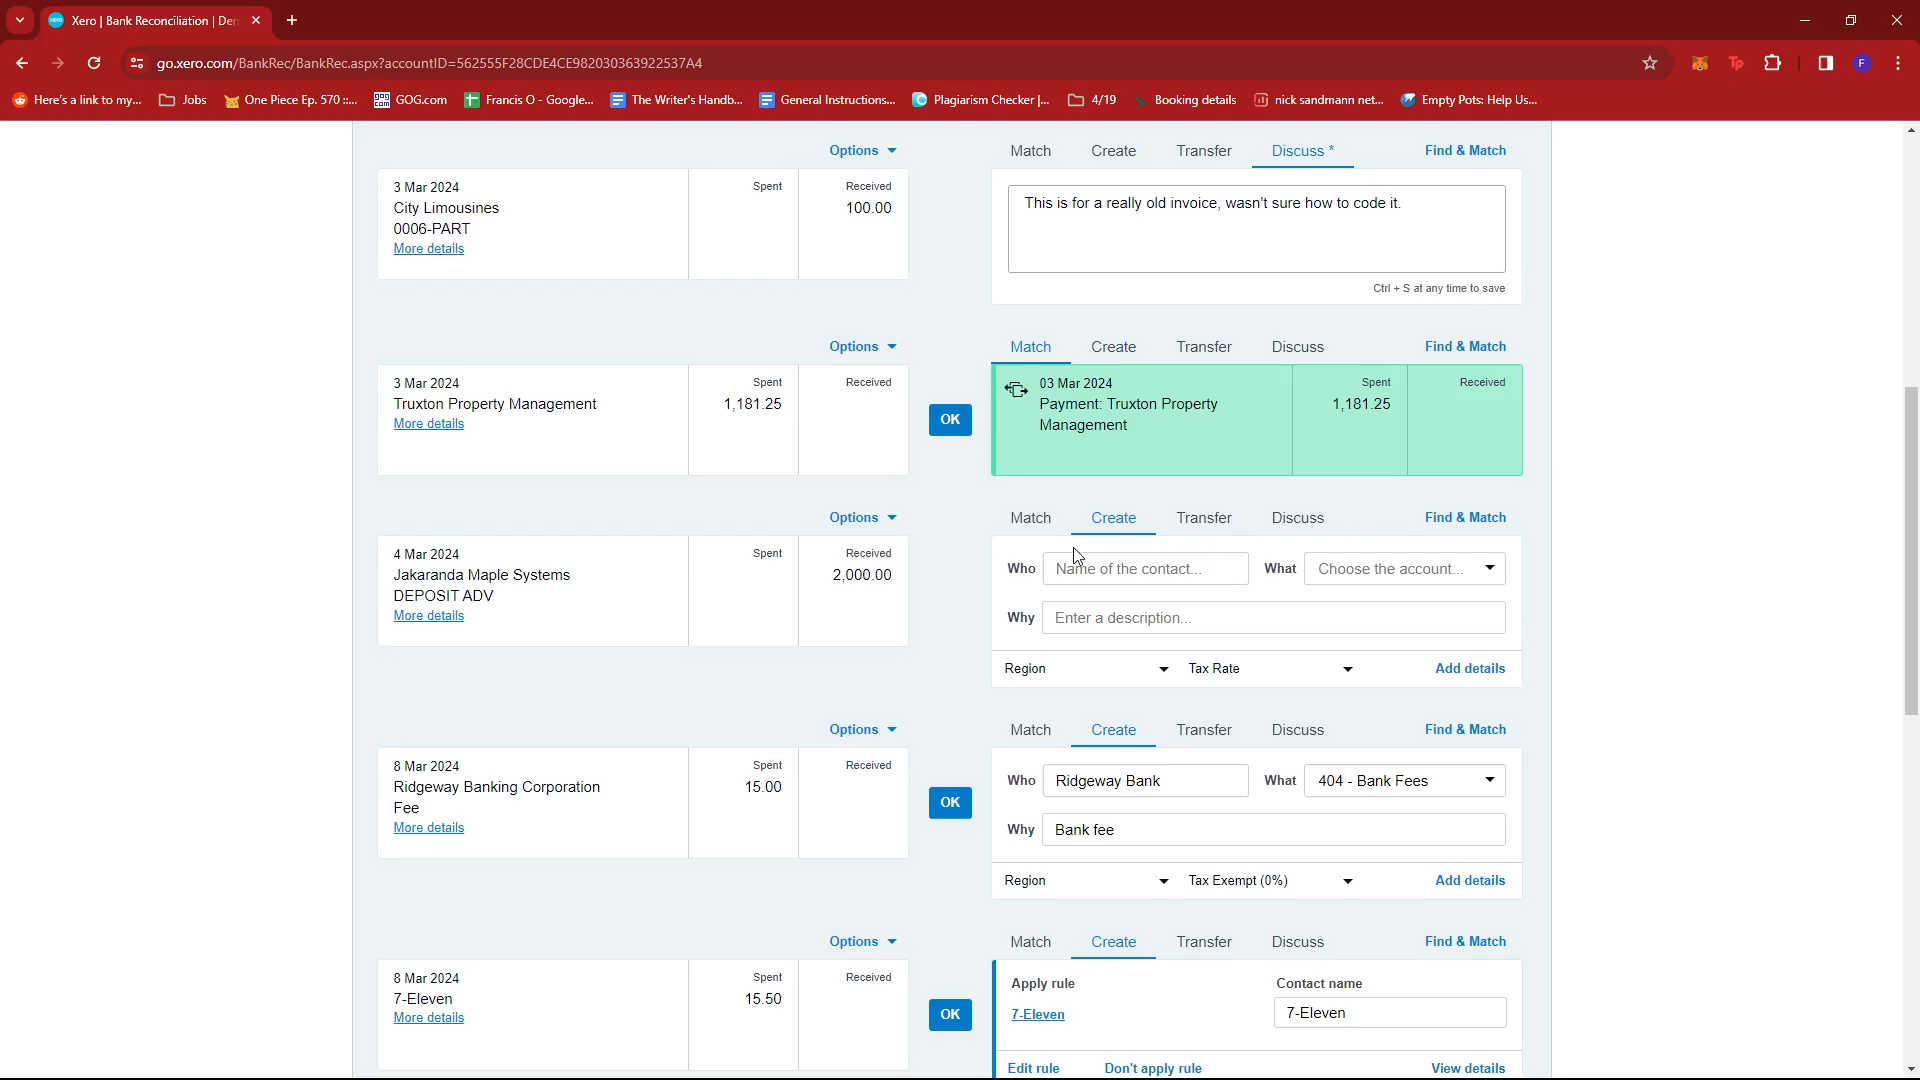 Xero | Bank Reconciliation | Den
go.xero.com/BankRec/BankRec.aspx?accountID=562555F28CDE4CE982030363922537A4
Tp
F
Here's a link to my...
Jobs
One Piece Ep. 570 ::...
GOG.com
Francis O - Google...
The Writer's Handb...
General Instructions...
Plagiarism Checker |...
4/19
Booking details
nick sandmann net...
Empty Pots: Help Us...
Options
Match Create Transfer Discuss * Find & Match
3 Mar 2024 Spent Received
City Limousines 100.00
0006-PART
More details
This is for a really old invoice, wasn't sure how to code it.
Ctrl + S at any time to save
Options
Match Create Transfer Discuss Find & Match
3 Mar 2024 Spent Received
Truxton Property Management 1,181.25
More details
OK
03 Mar 2024 Spent Received
Payment: Truxton Property 1,181.25
Management
Options
Match Create Transfer Discuss Find & Match
4 Mar 2024 Spent Received
Jakaranda Maple Systems 2,000.00
DEPOSIT ADV
More details
Who Name of the contact... What Choose the account...
Why Enter a description...
Region Tax Rate Add details
Options
Match Create Transfer Discuss Find & Match
8 Mar 2024 Spent Received
Ridgeway Banking Corporation 15.00
Fee
More details
OK
Who Ridgeway Bank What 404 - Bank Fees
Why Bank fee
Region Tax Exempt (0%) Add details
Options
Match Create Transfer Discuss Find & Match
8 Mar 2024 Spent Received
7-Eleven 15.50
More details
OK
Apply rule Contact name
7-Eleven 7-Eleven
Edit rule Don't apply rule View details